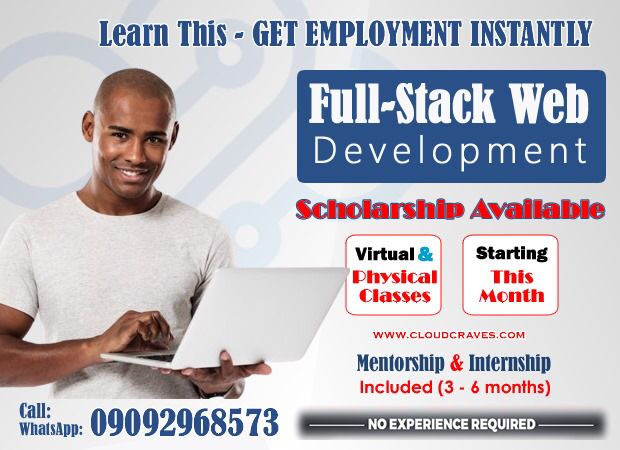 Learn This - GET EMPLOYMENT INSTANTLY
Full-Stack Web
Development
Scholarship Available
Virtual &
Physical
Classes
Starting
This
Month
WWW.CLOUDCRAVES.COM
Mentorship & Internship
Included (3 - 6 months)
Call:
WhatsApp: 09092968573
NO EXPERIENCE REQUIRED